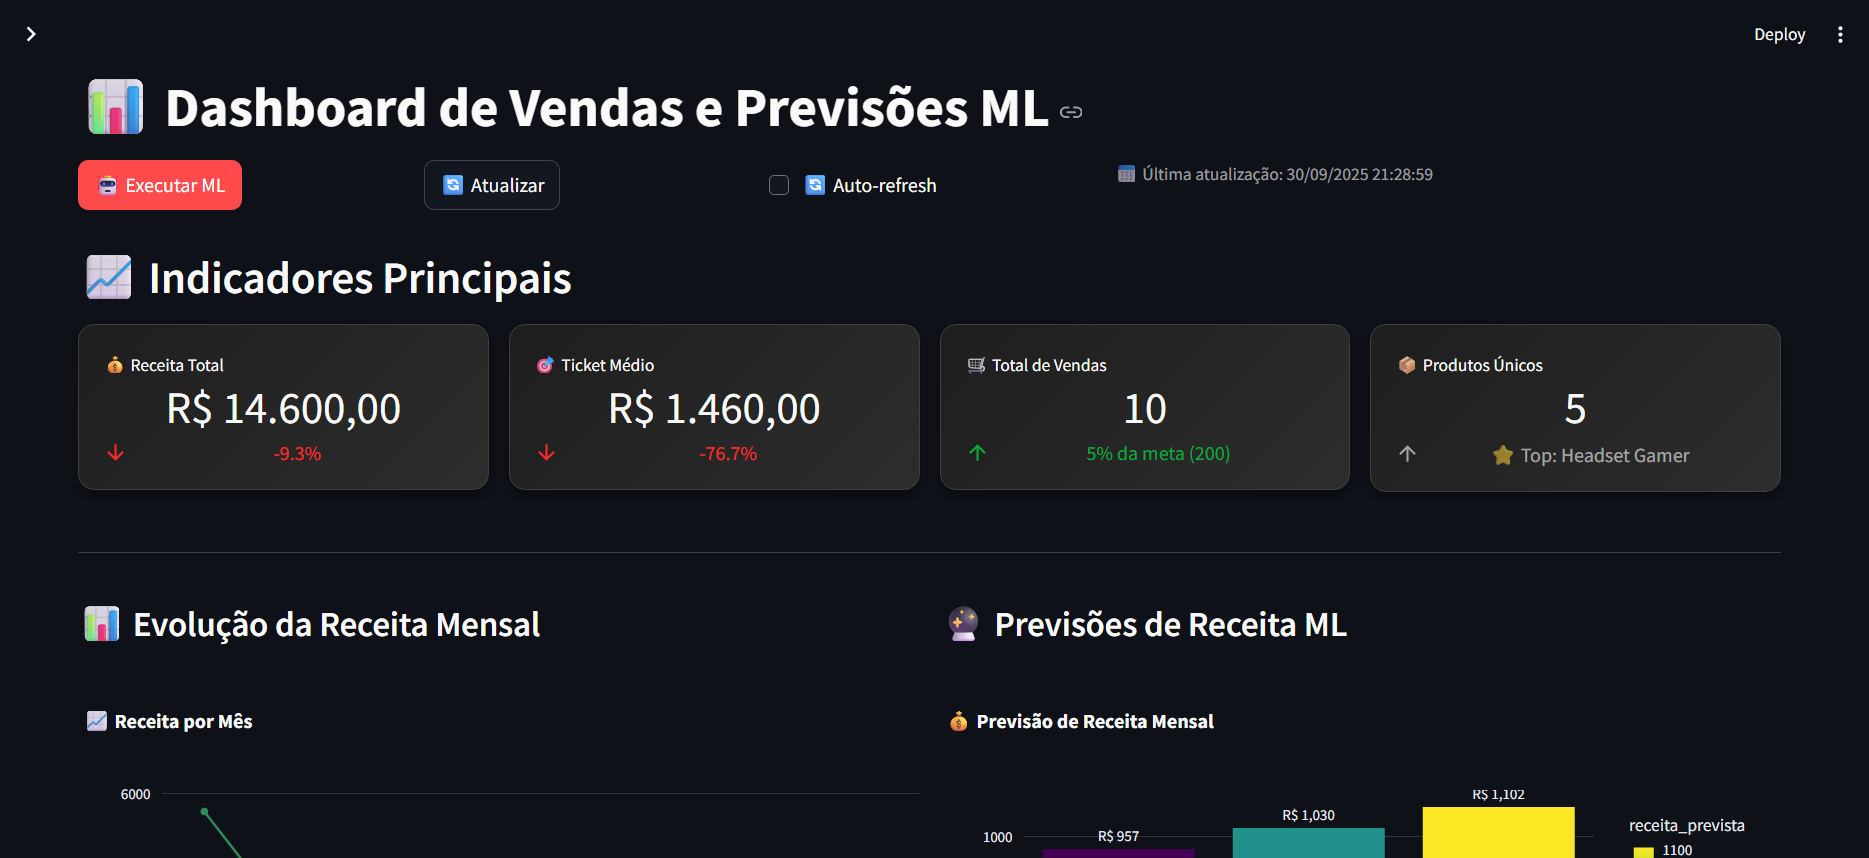 Deploy
Dashboard de Vendas e Previsões ML
Executar ML
Atualizar
Auto-refresh
Última atualização: 30/09/2025 21:28:59
Indicadores Principais
Receita Total
R$ 14.600,00
-9.3%
Ticket Médio
R$ 1.460,00
-76.7%
Total de Vendas
10
5% da meta (200)
Produtos Únicos
5
Top: Headset Gamer
Evolução da Receita Mensal
Receita por Mês
6000
Previsões de Receita ML
Previsão de Receita Mensal
1000
R$ 957
R$ 1,030
R$ 1,102
receita_prevista
1100